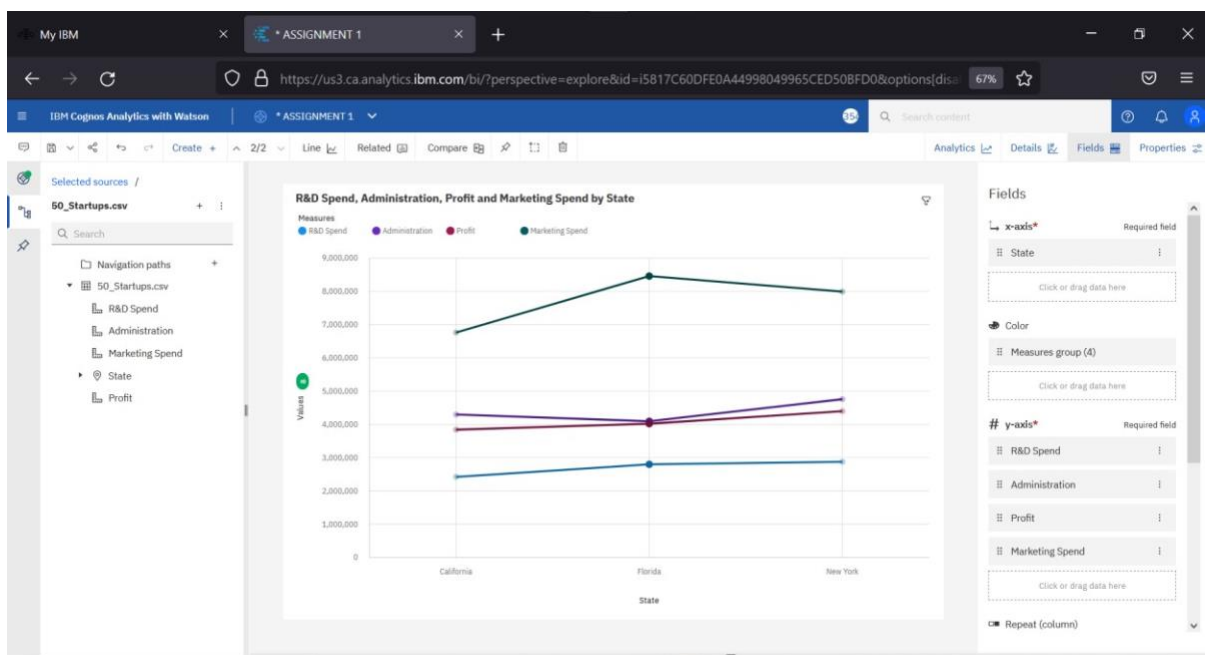 My IBM
* ASSIGNMENT 1
https://us3.ca.analytics.ibm.com/bi/?perspective=explore&id=i5817C60DFE0A44998049965CED50BFD0&options[disa
67%
IBM Cognos Analytics with Watson
* ASSIGNMENT 1
Search content
Create +
2/2
Line
Related
Compare
Analytics
Details
Fields
Properties
Selected sources /
50_Startups.csv
Search
Navigation paths
50_Startups.csv
R&D Spend
Administration
Marketing Spend
State
Profit
R&D Spend, Administration, Profit and Marketing Spend by State
Measures
R&D Spend Administration Profit Marketing Spend
9,000,000
8,000,000
7,000,000
6,000,000
5,000,000
4,000,000
3,000,000
2,000,000
1,000,000
0
Values
California Florida New York
State
Fields
x-axis* Required field
State
Click or drag data here
Color
Measures group (4)
Click or drag data here
# y-axis* Required field
R&D Spend
Administration
Profit
Marketing Spend
Click or drag data here
Repeat (column)